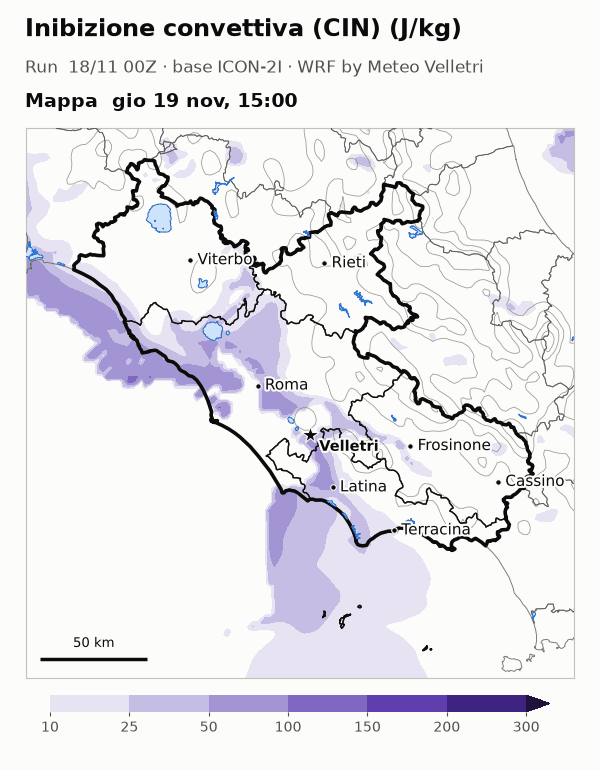 Inibizione convettiva (CIN) (J/kg)
Run 18/11 00Z · base ICON-2I · WRF by Meteo Velletri
Mappa gio 19 nov, 15:00
Viterbo
Rieti
Roma
Velletri
Frosinone
Cassino
Latina
Terracina
50 km
10 25 50 100 150 200 300